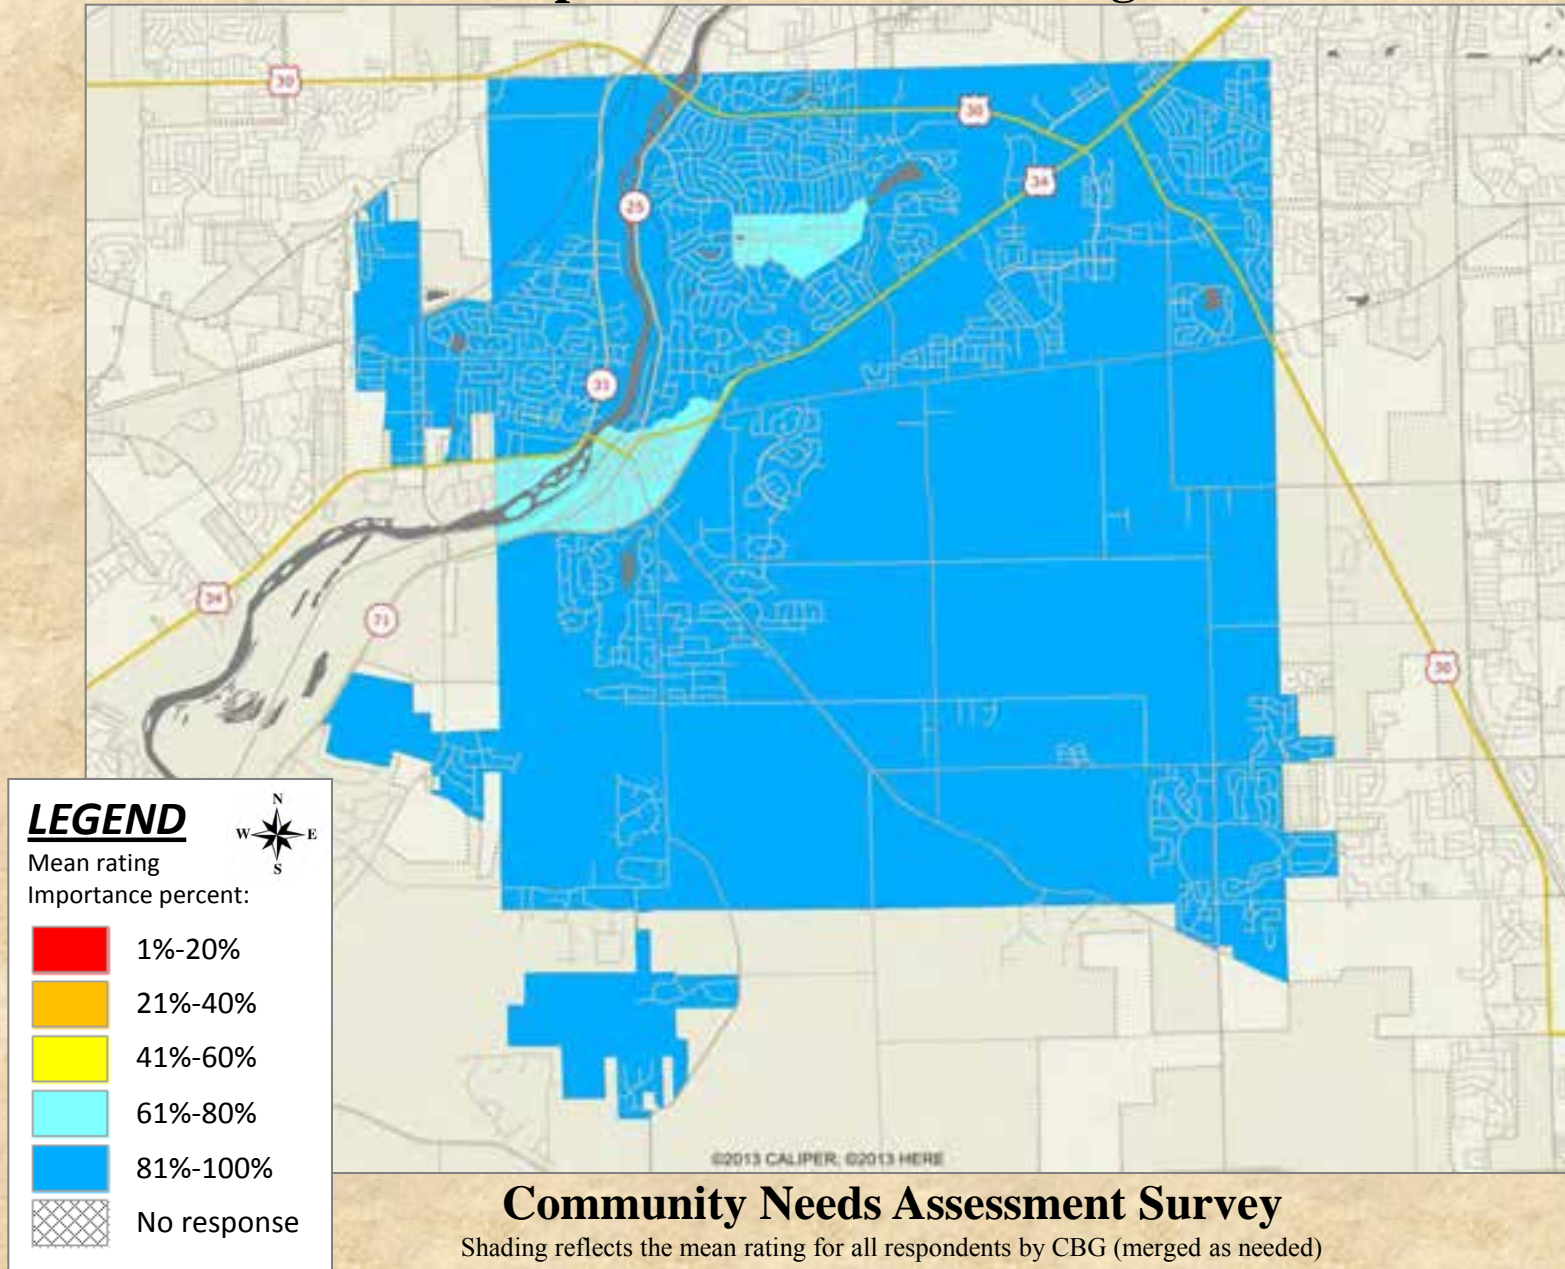 30
30
34
25
31
34
71
30
LEGEND
N
W E
S
Mean rating
Importance percent:
1%-20%
21%-40%
41%-60%
61%-80%
81%-100%
No response
©2013 CALIPER; ©2013 HERE
Community Needs Assessment Survey
Shading reflects the mean rating for all respondents by CBG (merged as needed)